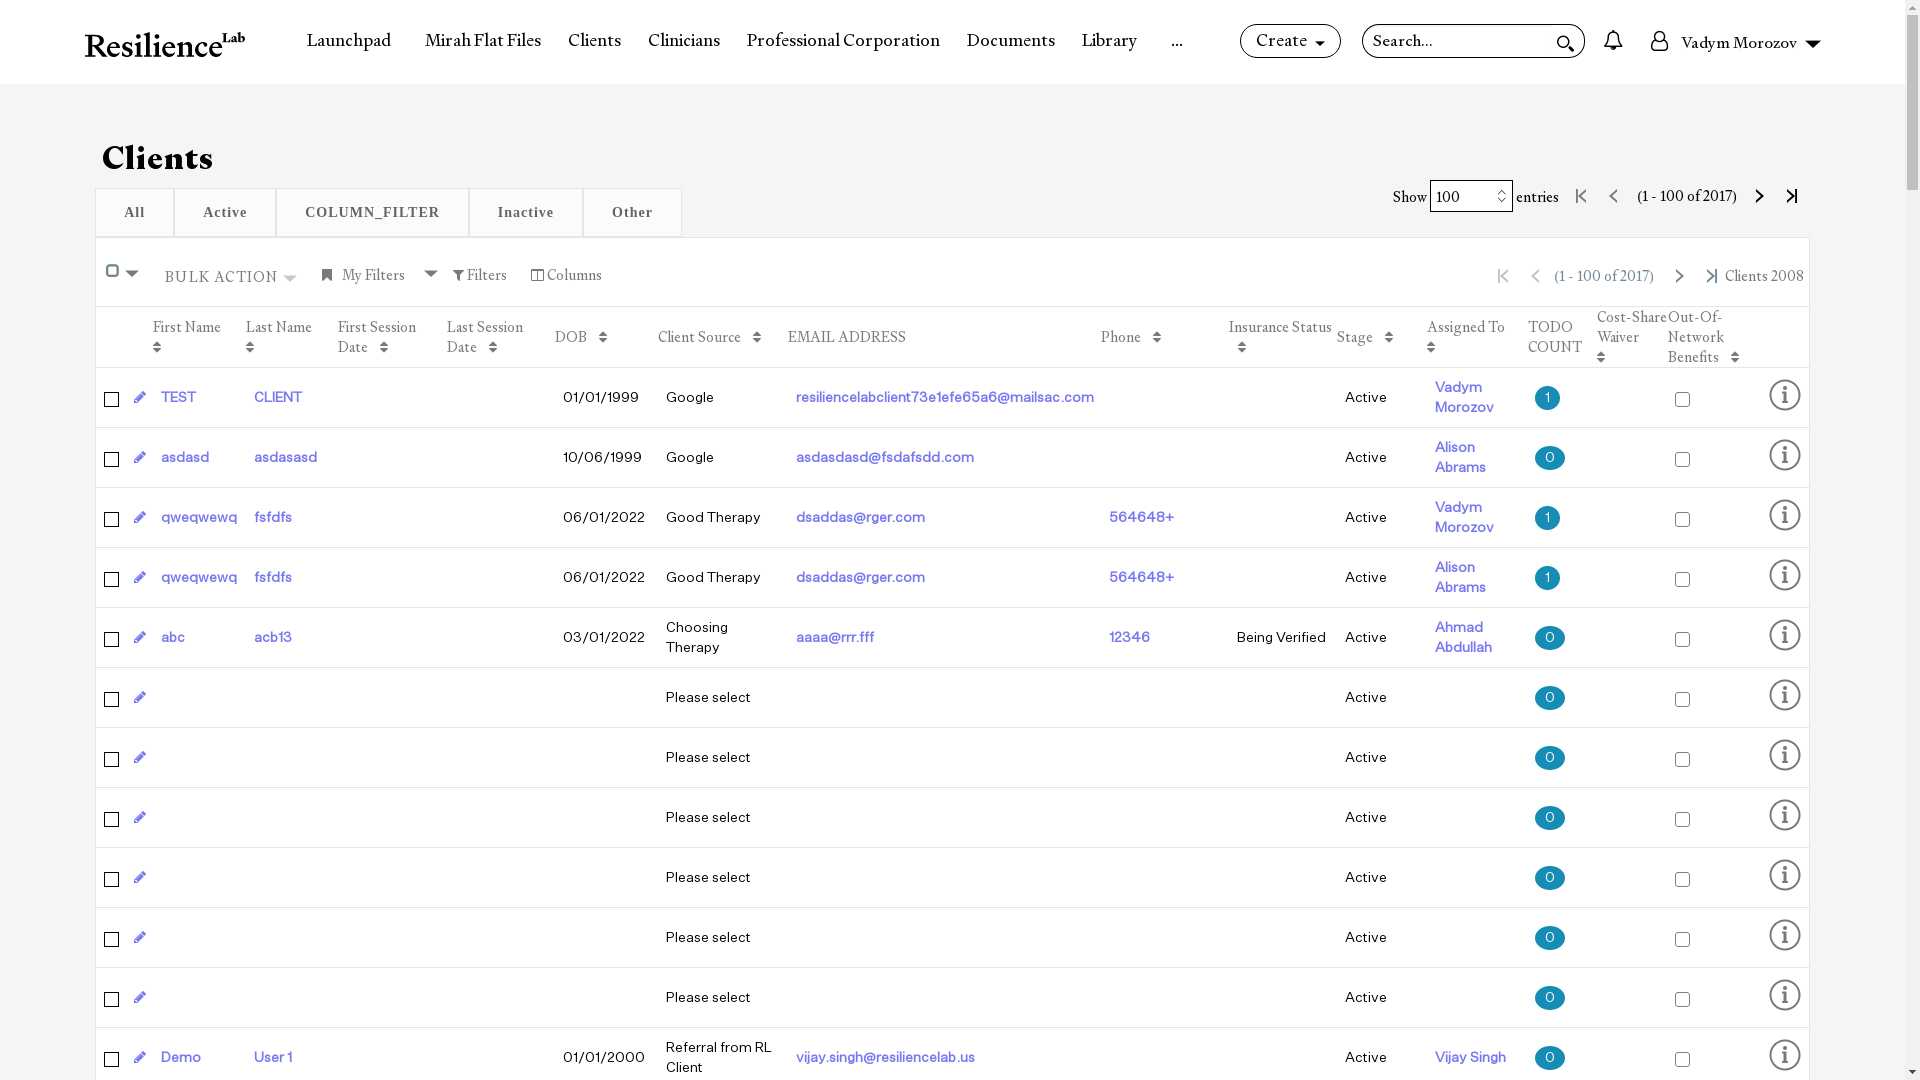 ResilienceLab Launchpad Mirah Flat Files Clients Clinicians Professional Corporation Documents Library ... Create Search... Vadym Morozov
Clients
Show 100 entries (1 - 100 of 2017)
All Active COLUMN_FILTER Inactive Other
BULK ACTION My Filters Filters Columns (1 - 100 of 2017) Clients 2008
First Name Last Name First Session Date Last Session Date DOB Client Source EMAIL ADDRESS Phone Insurance Status Stage Assigned To TODO COUNT Cost-Share Waiver Out-Of-Network Benefits
TEST CLIENT 01/01/1999 Google resiliencelabclient73e1efe65a6@mailsac.com Active Vadym Morozov 1
asdasd asdasasd 10/06/1999 Google asdasdasd@fsdafsdd.com Active Alison Abrams 0
qweqwewq fsfdfs 06/01/2022 Good Therapy dsaddas@rger.com 564648+ Active Vadym Morozov 1
qweqwewq fsfdfs 06/01/2022 Good Therapy dsaddas@rger.com 564648+ Active Alison Abrams 1
abc acb13 03/01/2022 Choosing Therapy aaaa@rrr.fff 12346 Being Verified Active Ahmad Abdullah 0
Please select Active 0
Please select Active 0
Please select Active 0
Please select Active 0
Please select Active 0
Please select Active 0
Demo User 1 01/01/2000 Referral from RL Client vijay.singh@resiliencelab.us Active Vijay Singh 0